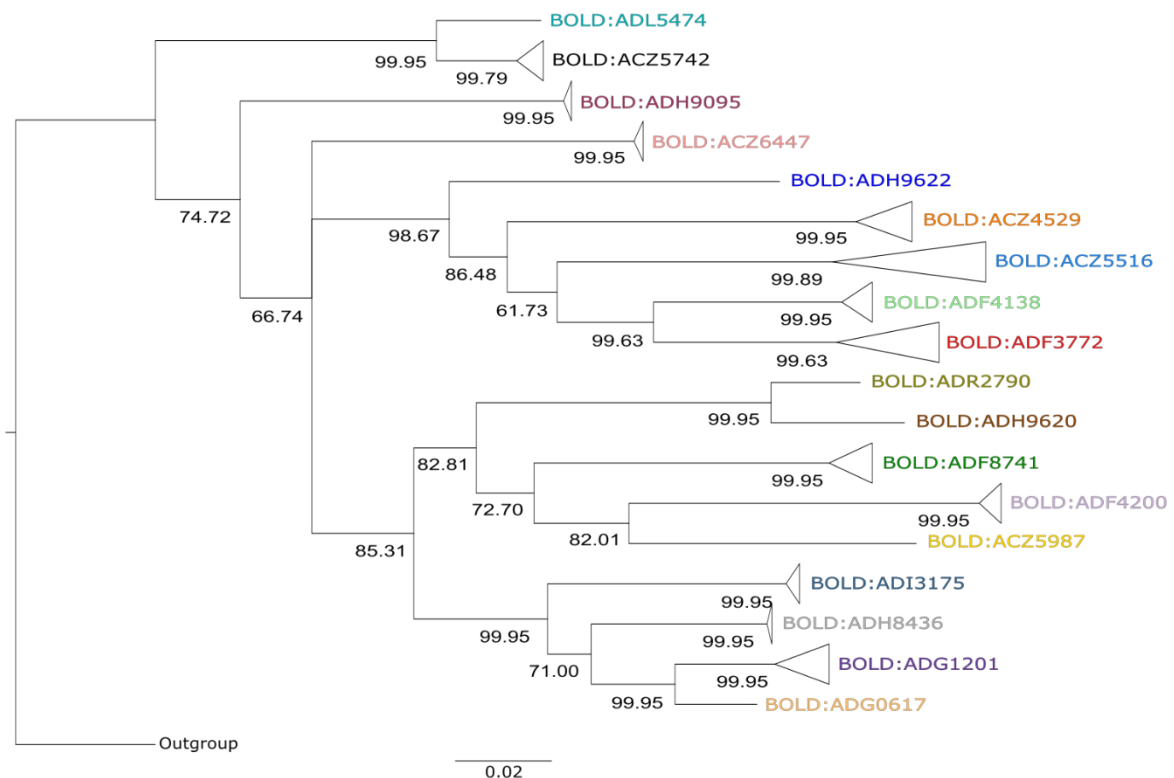 BOLD:ADL5474
99.95
99.79
BOLD:ACZ5742
99.95
BOLD:ADH9095
99.95
BOLD:ACZ6447
BOLD:ADH9622
74.72
98.67
99.95
BOLD:ACZ4529
86.48
99.89
BOLD:ACZ5516
66.74
61.73
99.95
BOLD:ADF4138
99.63
99.63
BOLD:ADF3772
BOLD:ADR2790
99.95
BOLD:ADH9620
82.81
99.95
BOLD:ADF8741
72.70
99.95
BOLD:ADF4200
85.31
82.01
BOLD:ACZ5987
99.95
BOLD:ADI3175
99.95
99.95
BOLD:ADH8436
71.00
99.95
BOLD:ADG1201
99.95
BOLD:ADG0617
Outgroup
0.02